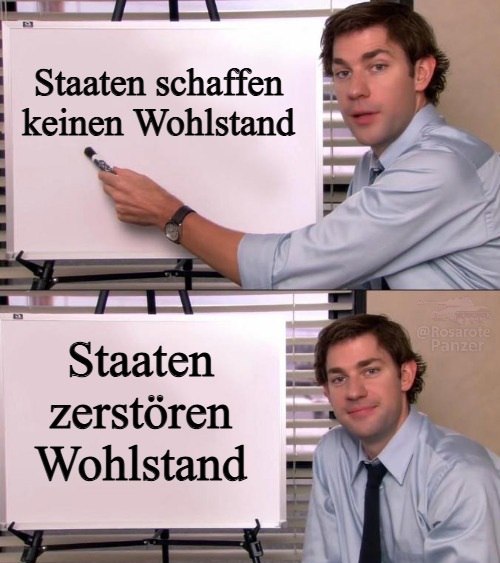 Staaten schaffen
keinen Wohlstand
@Rosarote
Panzer
Staaten
zerstören
Wohlstand